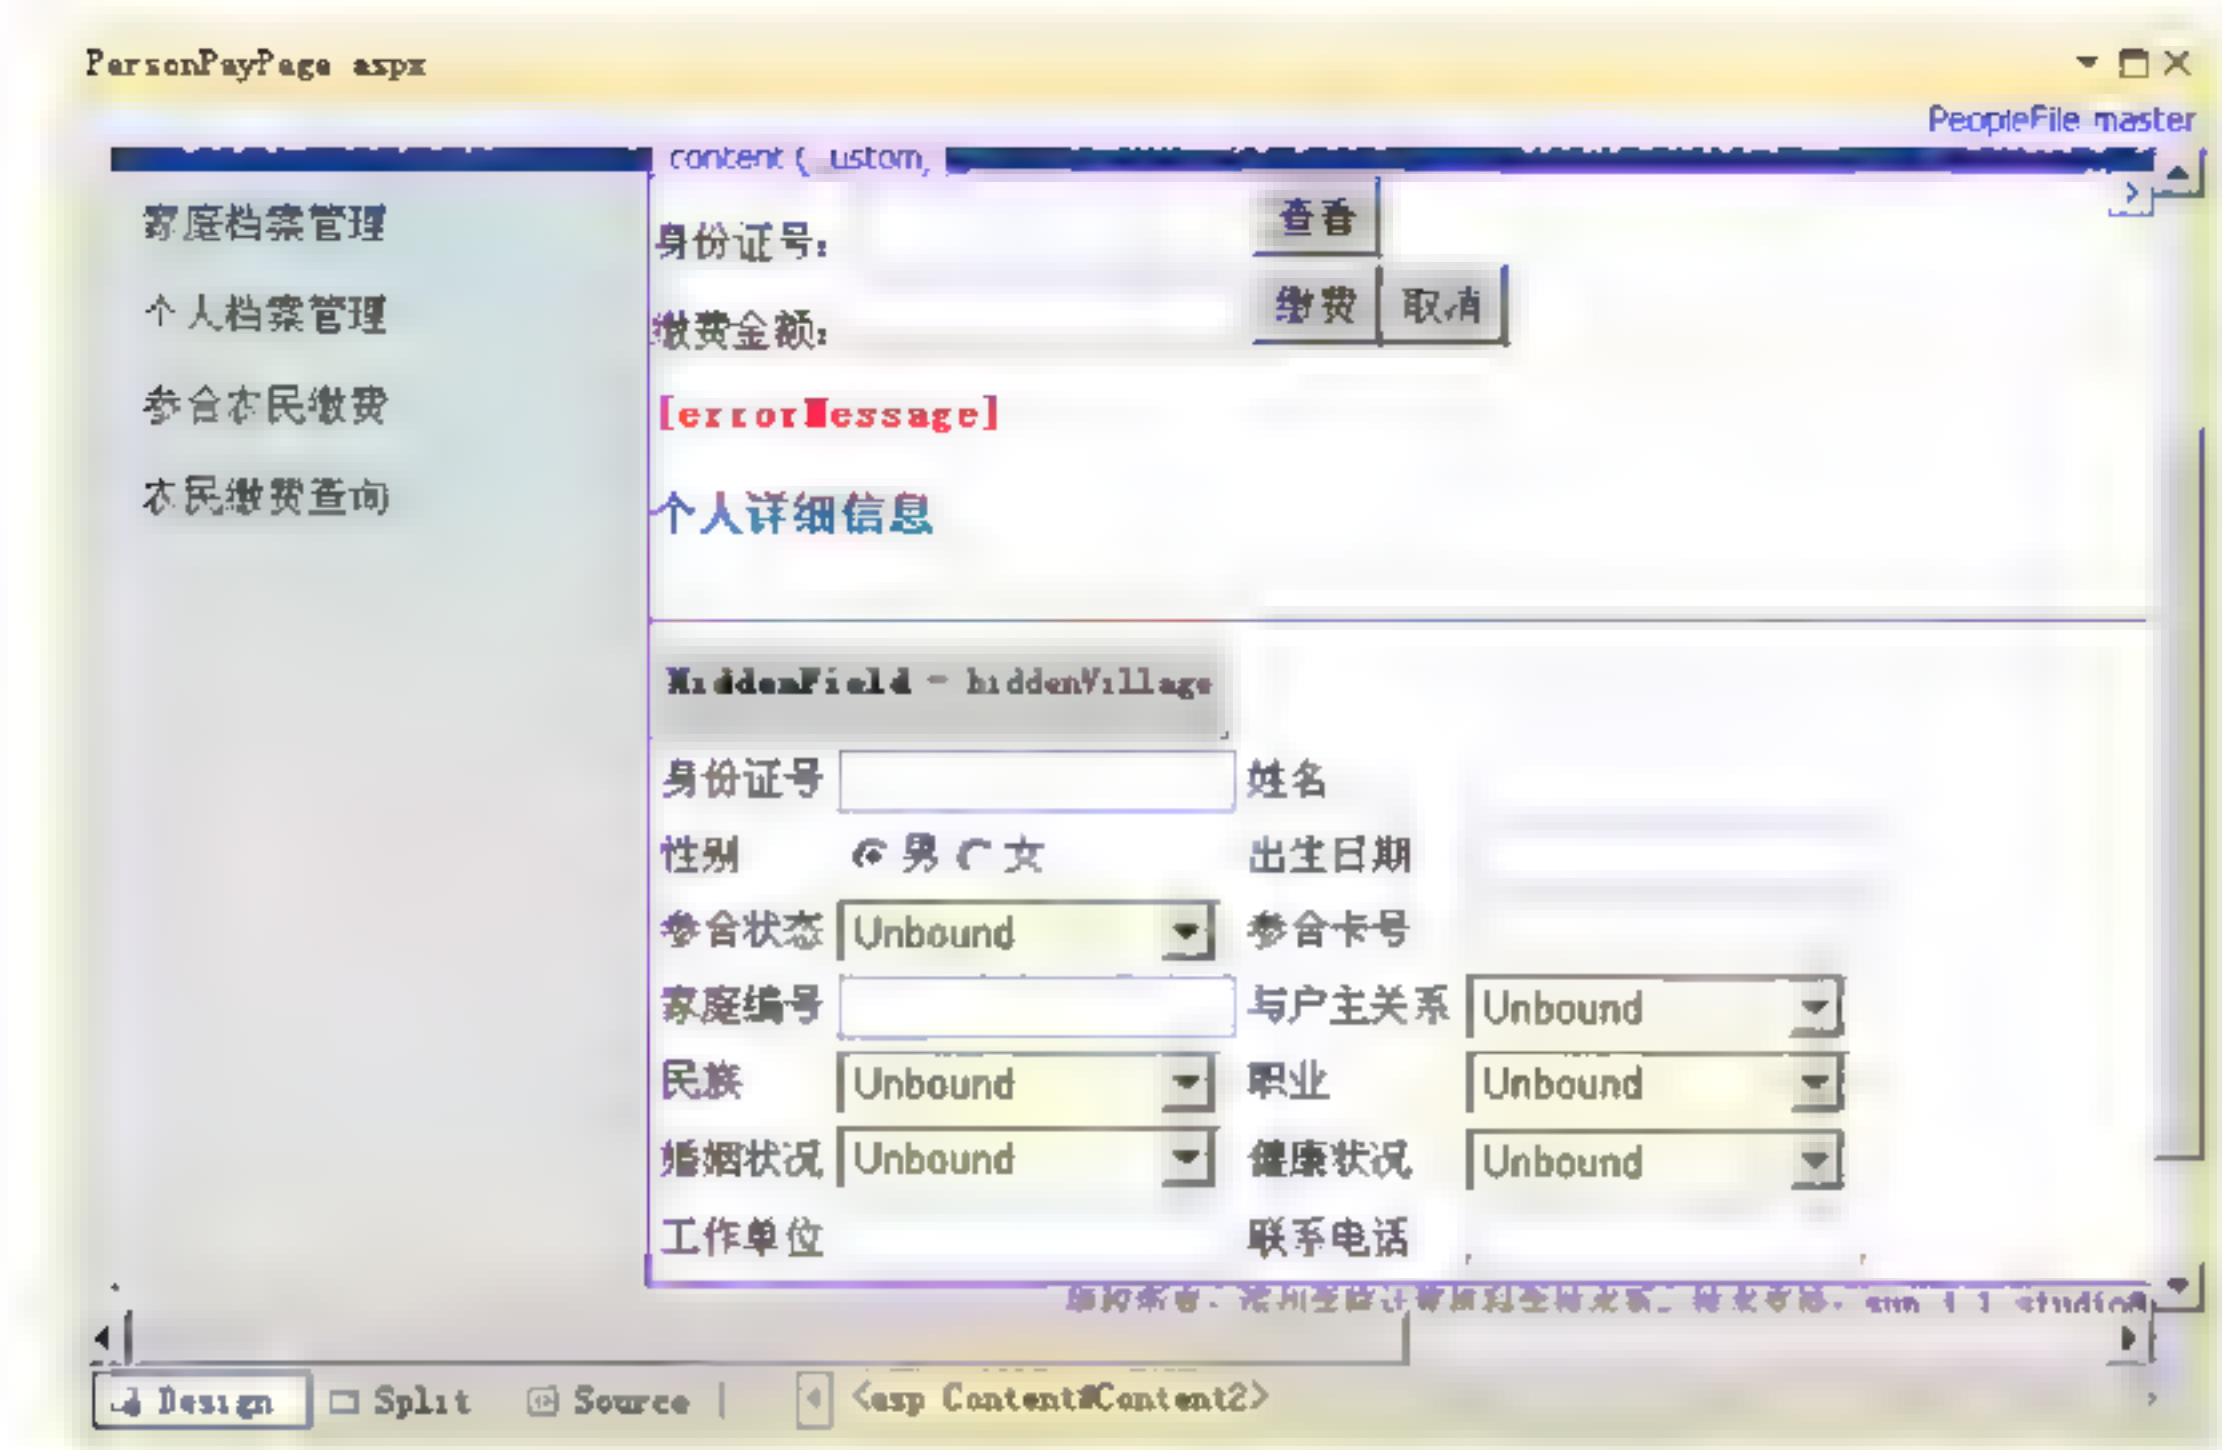 PersonPayPage aspx
PeopleFile master
content ( ustom,
家庭档案管理
个人档案管理
参合农民缴费
农民缴费查询
身份证号: 查看
缴费金额: 缴费 取消
[errorMessage]
个人详细信息
HiddenField - hiddenVillage
身份证号 姓名
性别 男 女 出生日期
参合状态 Unbound 参合卡号
家庭编号 与户主关系 Unbound
民族 Unbound 职业 Unbound
婚姻状况 Unbound 健康状况 Unbound
工作单位 联系电话
Design Split Source <asp Content#Content2>